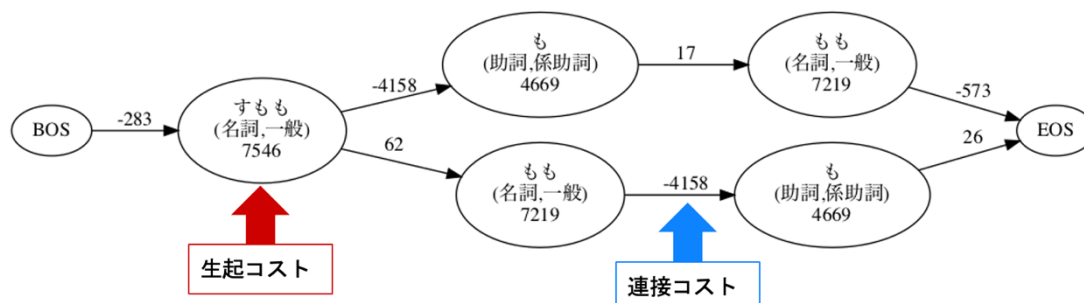 BOS
-283
すもも
(名詞,一般)
7546
-4158
も
(助詞,係助詞)
4669
17
もも
(名詞,一般)
7219
-573
62
もも
(名詞,一般)
7219
-4158
も
(助詞,係助詞)
4669
26
EOS
生起コスト
連接コスト